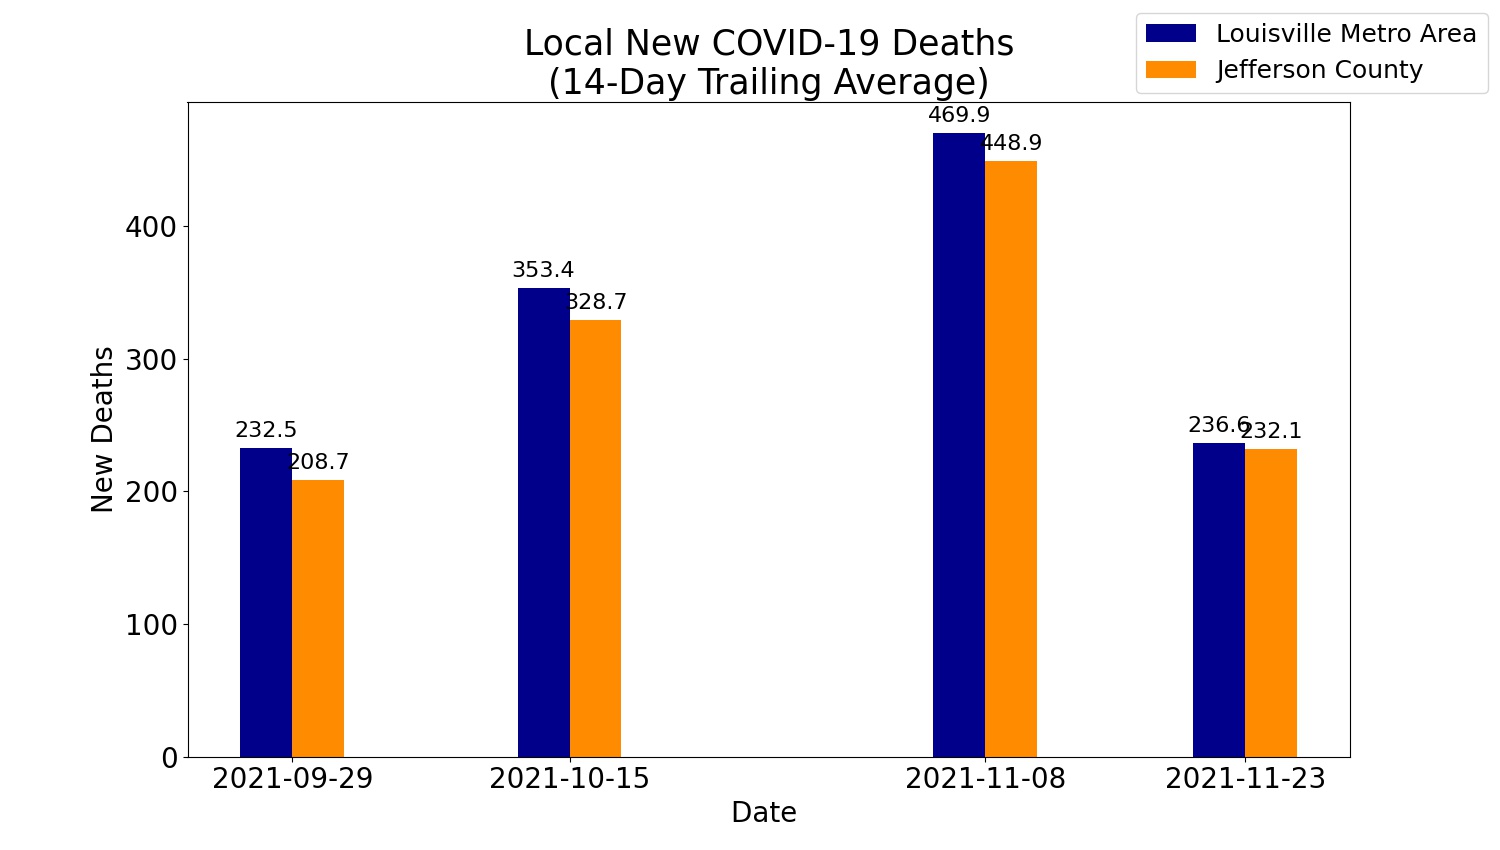 Local New COVID-19 Deaths
(14-Day Trailing Average)
Louisville Metro Area
Jefferson County
New Deaths
400
300
200
100
0
232.5
208.7
353.4
328.7
469.9
448.9
236.6
232.1
2021-09-29
2021-10-15
2021-11-08
2021-11-23
Date